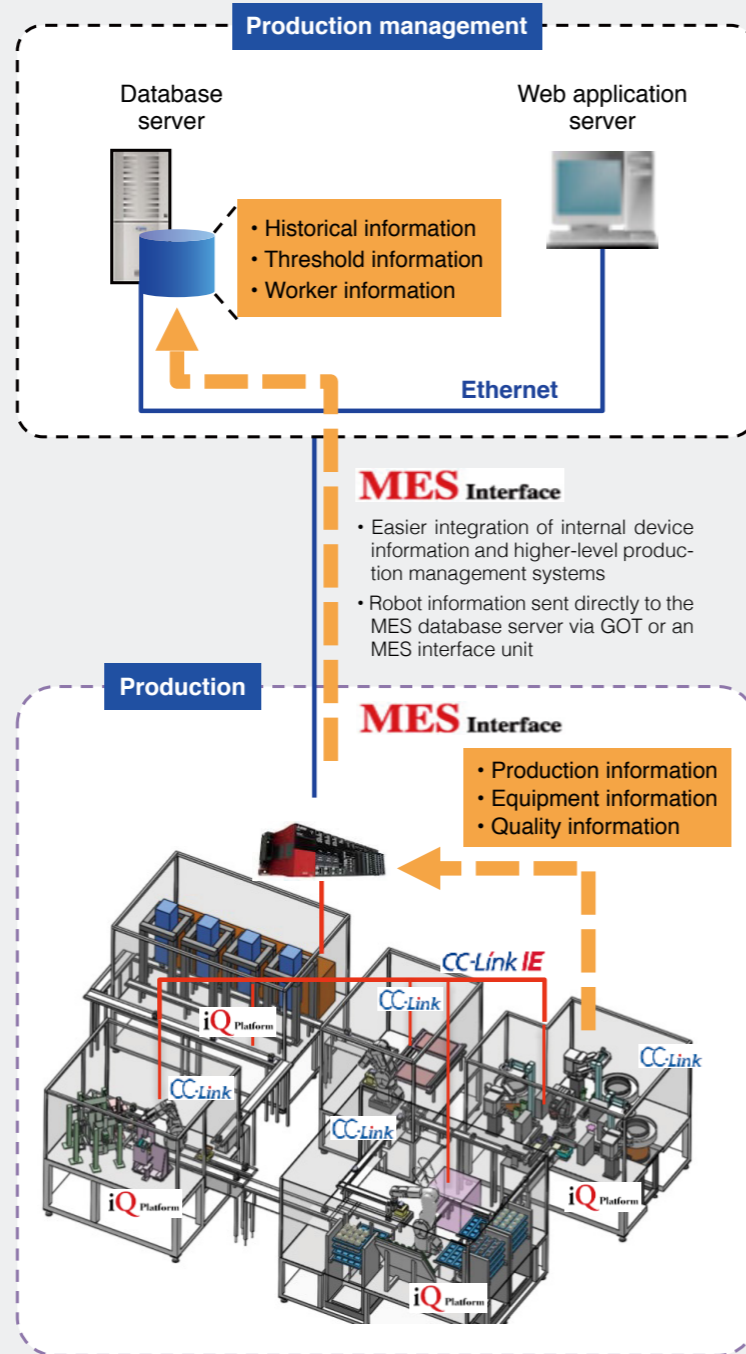 Production management
Database
server
Web application
server
• Historical information
• Threshold information
• Worker information
Ethernet
MES Interface
• Easier integration of internal device
information and higher-level produc-
tion management systems
• Robot information sent directly to the
MES database server via GOT or an
MES interface unit
Production
MES Interface
• Production information
• Equipment information
• Quality information
CC-Link IE
CC-Link
iQ Platform
CC-Link
CC-Link
CC-Link
iQ Platform
iQ Platform
iQ Platform